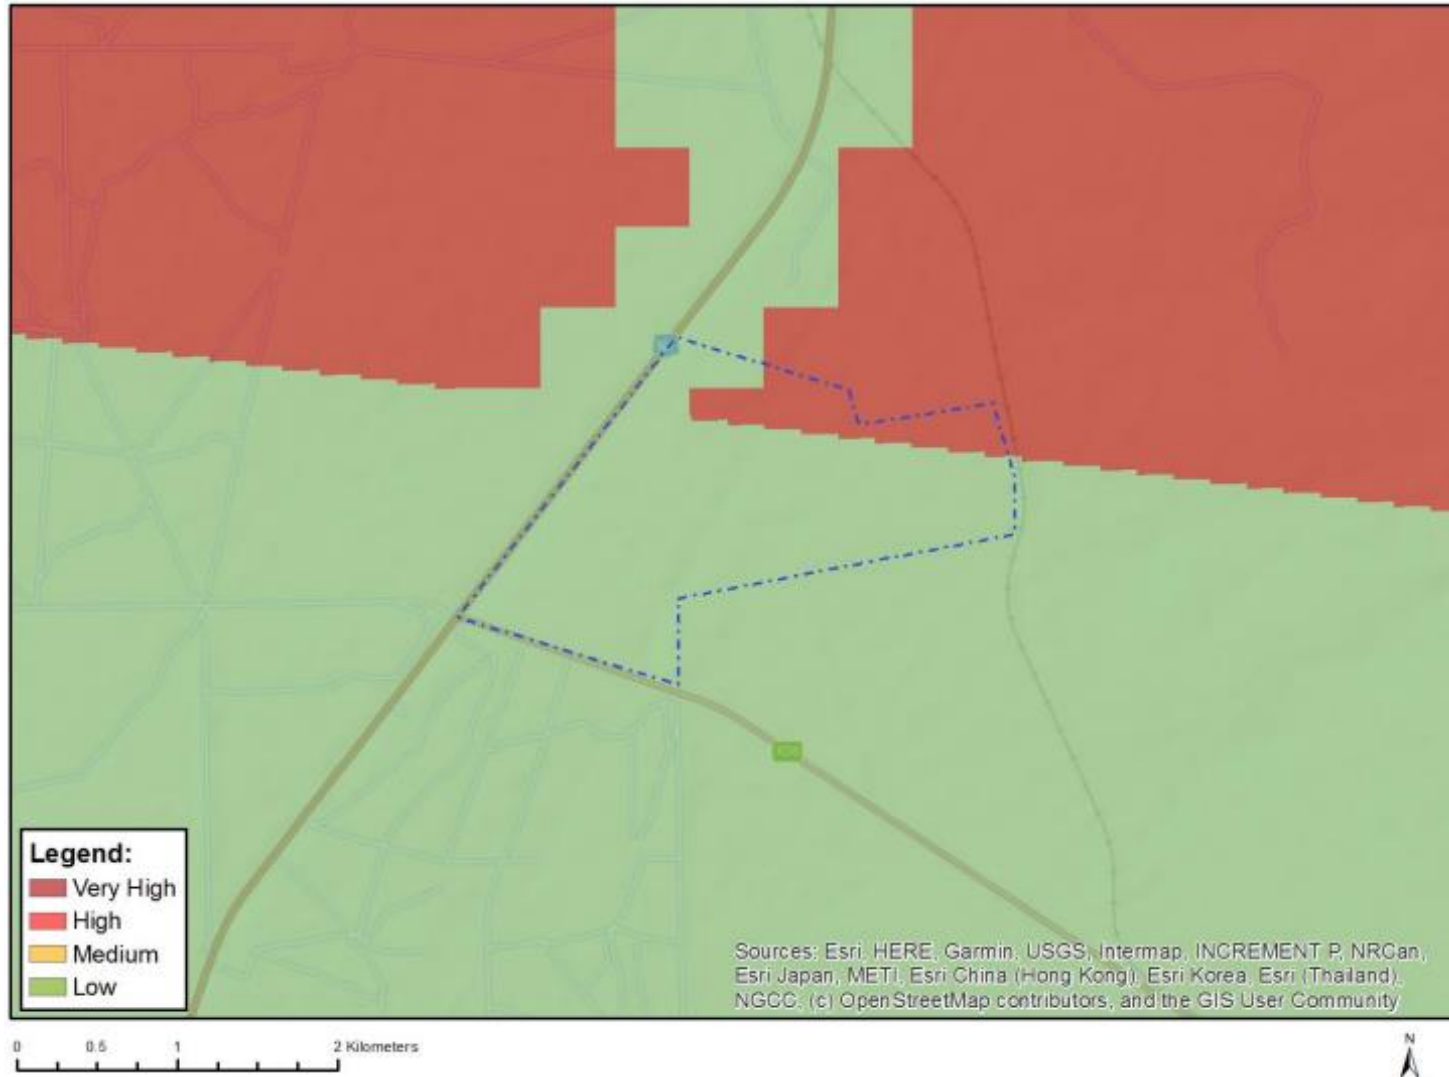 Legend:
Very High
High
Medium
Low
Sources: Esri, HERE, Garmin, USGS, Intermap, INCREMENT P, NRCan,
Esri Japan, METI, Esri China (Hong Kong), Esri Korea, Esri (Thailand),
NGCC, (c) OpenStreetMap contributors, and the GIS User Community
0 0.5 1 2 Kilometers
N